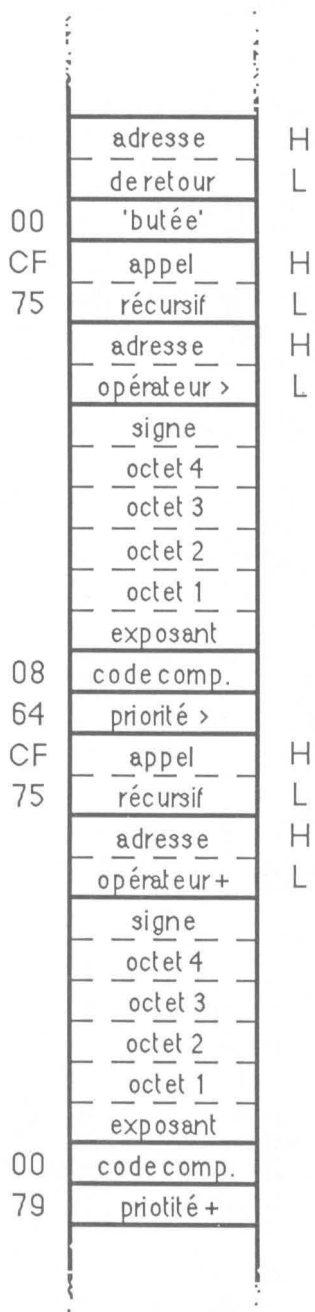 adresse H
de retour L
00 'butée'
CF appel H
75 récursif L
adresse H
opérateur > L
signe
octet 4
octet 3
octet 2
octet 1
exposant
08 code comp.
64 priorité >
CF appel H
75 récursif L
adresse H
opérateur + L
signe
octet 4
octet 3
octet 2
octet 1
exposant
00 code comp.
79 priotité +